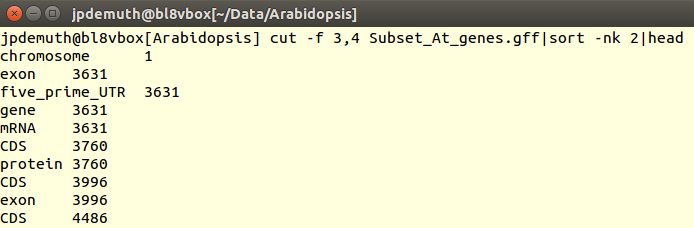 jpdemuth@bl8vbox[~/Data/Arabidopsis]
jpdemuth@bl8vbox[Arabidopsis] cut -f 3,4 Subset_At_genes.gff|sort -nk 2|head
chromosome      1
exon    3631
five_prime_UTR  3631
gene    3631
mRNA    3631
CDS     3760
protein 3760
CDS     3996
exon    3996
CDS     4486